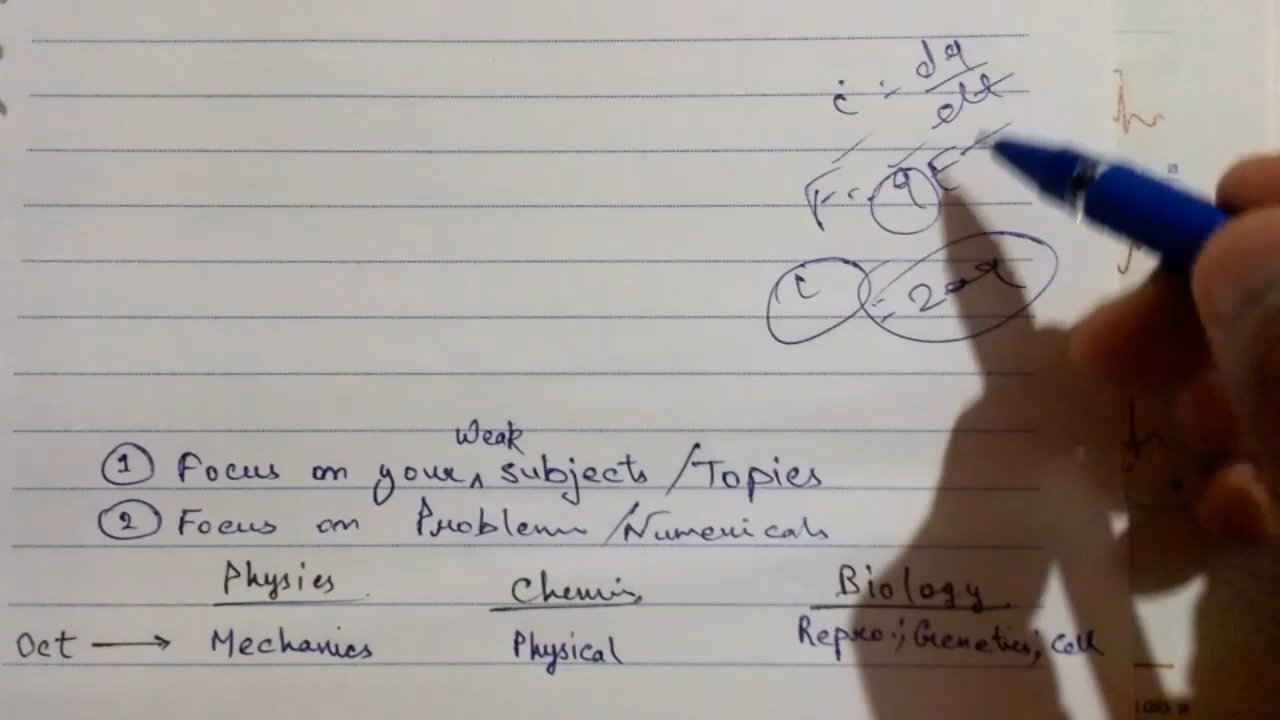 i = dq/dt
F = qE
Weak
① Focus on your ^ subjects / Topics
② Focus on Problem / Numericals
Physics Chemis Biology
Oct → Mechanics Physical Repro.; Genetics; Cell